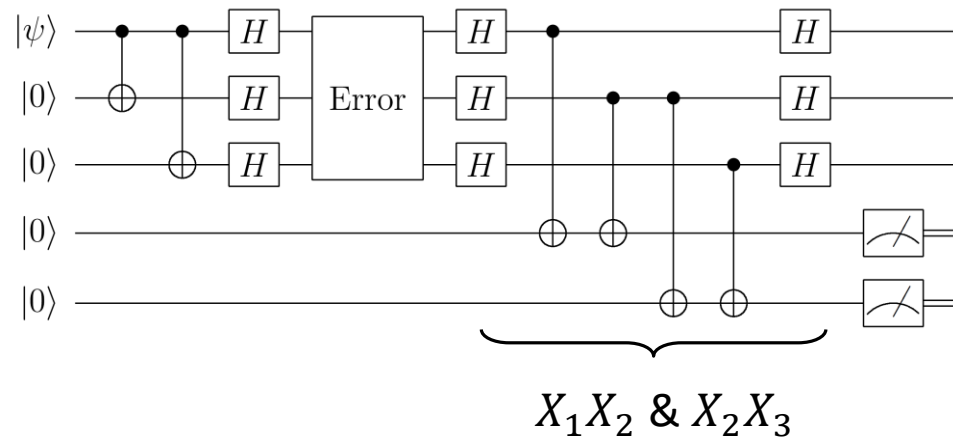 |ψ⟩ H H H
|0⟩ H Error H H
|0⟩ H H H
|0⟩
|0⟩
X₁X₂ & X₂X₃